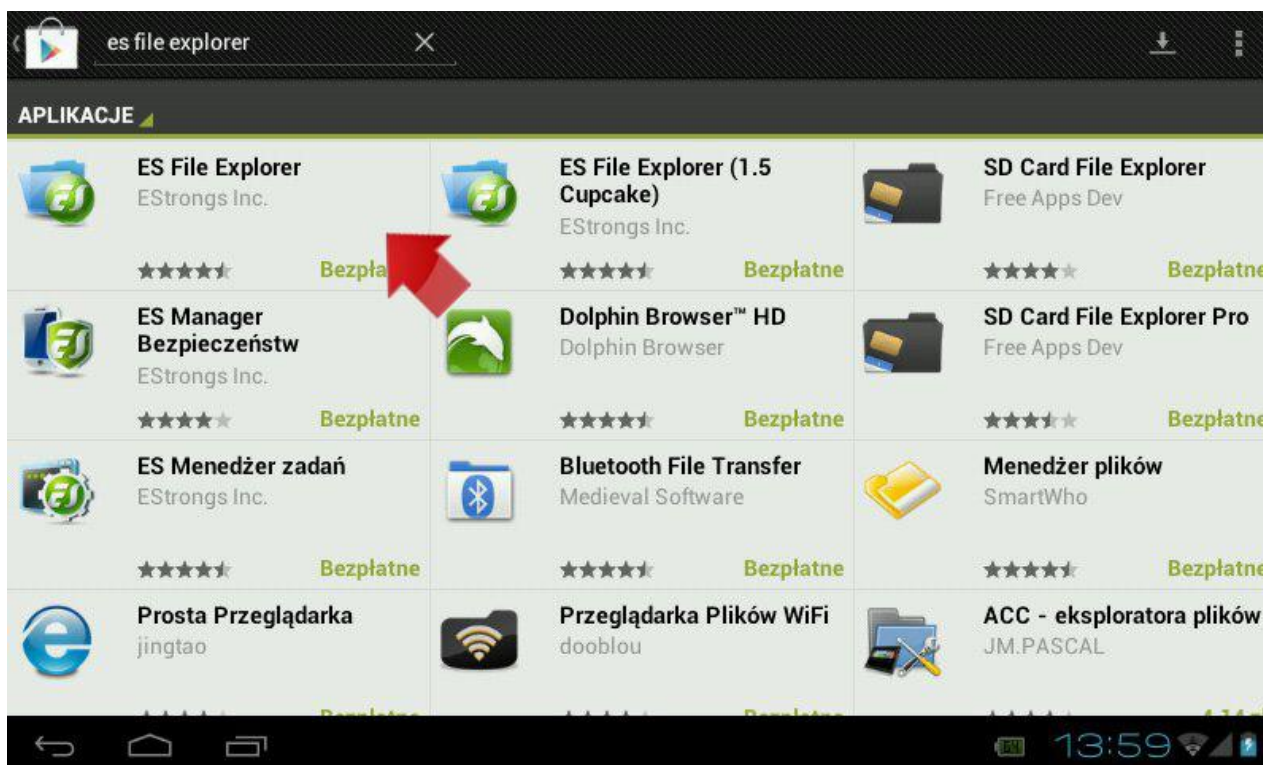 es file explorer
APLIKACJE
ES File Explorer
EStrongs Inc.
ES File Explorer (1.5
Cupcake)
EStrongs Inc.
Bezpłatne
SD Card File Explorer
Free Apps Dev
Bezpłatne
ES Manager
Bezpieczeństw
EStrongs Inc.
Bezpłatne
Dolphin Browser™ HD
Dolphin Browser
Bezpłatne
SD Card File Explorer Pro
Free Apps Dev
Bezpłatne
ES Menedżer zadań
EStrongs Inc.
Bezpłatne
Bluetooth File Transfer
Medieval Software
Bezpłatne
Menedżer plików
SmartWho
Bezpłatne
Prosta Przeglądarka
jingtao
Przeglądarka Plików WiFi
dooblou
ACC - eksploratora plików
JM.PASCAL
13:59